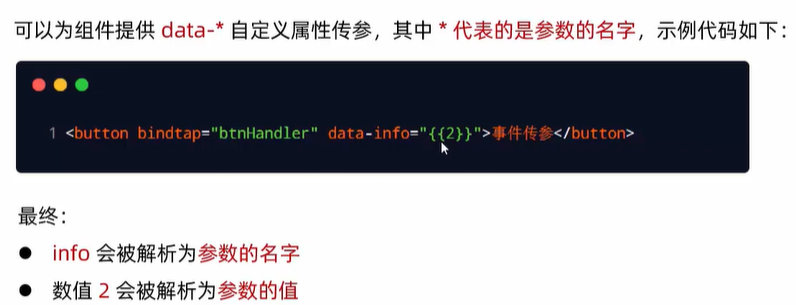 可以为组件提供 data-* 自定义属性传参，其中 * 代表的是参数的名字，示例代码如下：
1 <button bindtap="btnHandler" data-info="{{2}}">事件传参</button>
最终：
● info 会被解析为参数的名字
● 数值 2 会被解析为参数的值